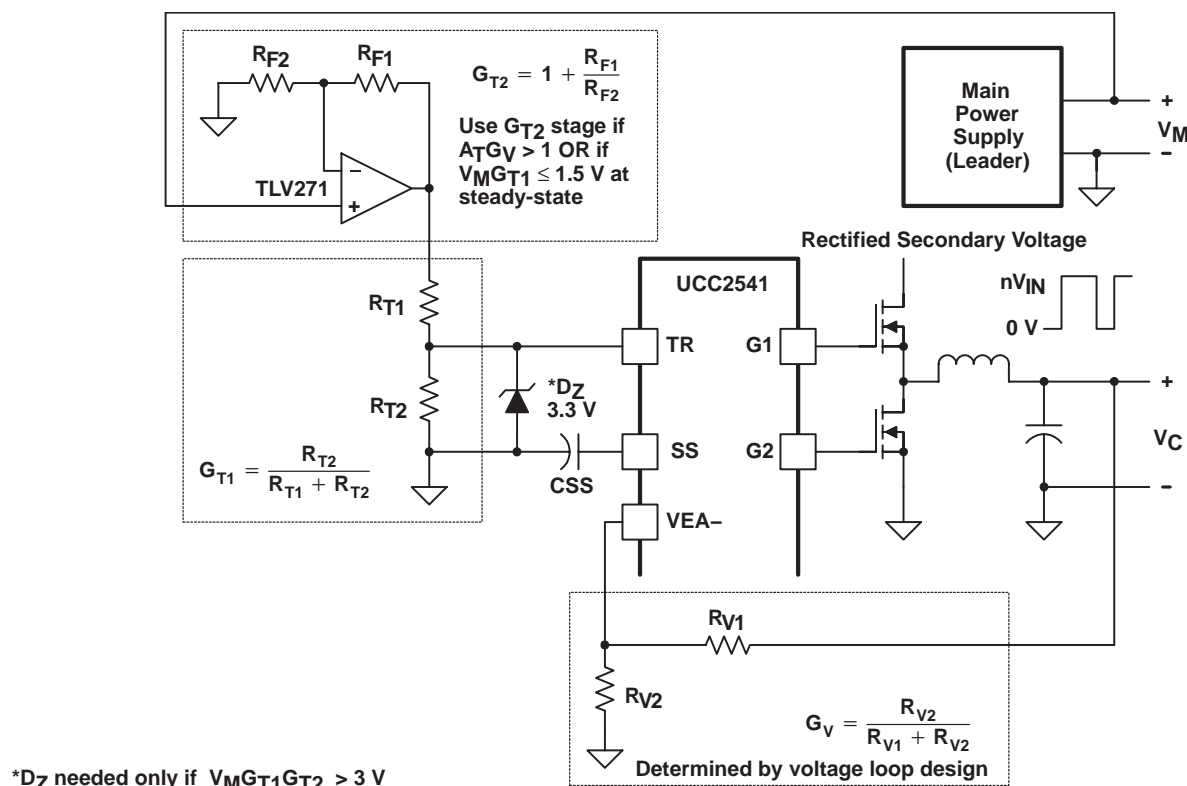 RF2
RF1
GT2 = 1 + RF1 / RF2
Use GT2 stage if
ATGV > 1 OR if
VMGT1 ≤ 1.5 V at
steady-state
TLV271
−
+
Main
Power
Supply
(Leader)
+
VM
−
Rectified Secondary Voltage
nVIN
0 V
UCC2541
RT1
TR
G1
*DZ
3.3 V
RT2
SS
G2
CSS
GT1 = RT2 / (RT1 + RT2)
VEA−
+
VC
−
RV1
RV2
GV = RV2 / (RV1 + RV2)
Determined by voltage loop design
*DZ needed only if VMGT1GT2 > 3 V